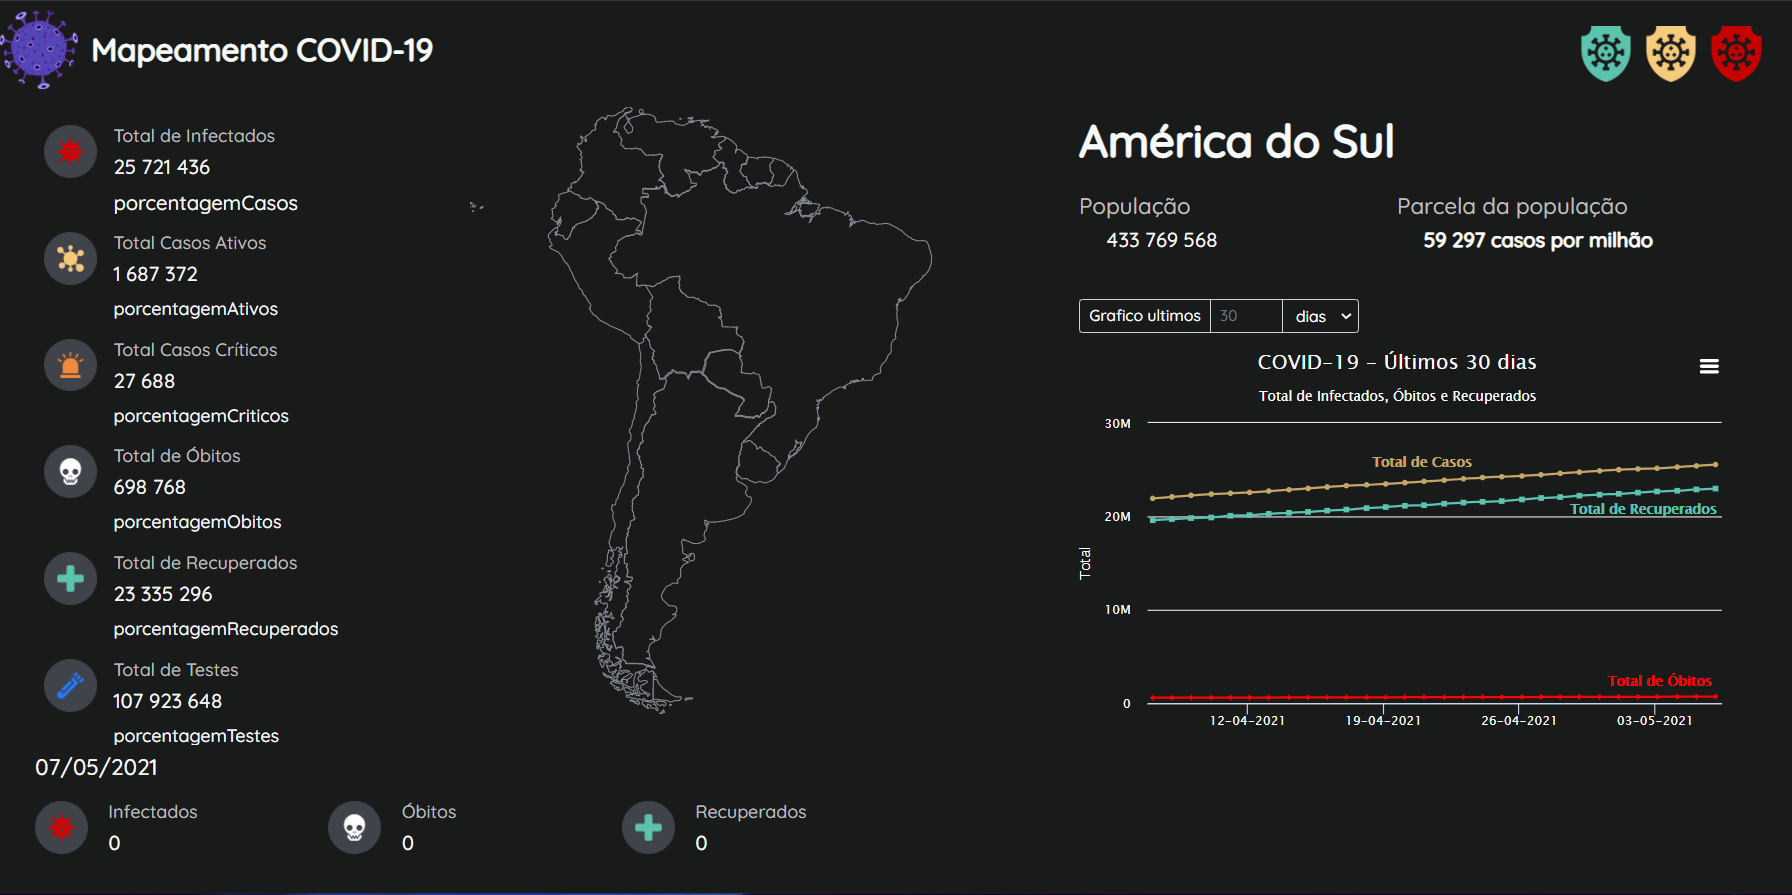 Mapeamento COVID-19
Total de Infectados
25 721 436
porcentagemCasos
Total Casos Ativos
1 687 372
porcentagemAtivos
Total Casos Críticos
27 688
porcentagemCriticos
Total de Óbitos
698 768
porcentagemObitos
Total de Recuperados
23 335 296
porcentagemRecuperados
Total de Testes
107 923 648
porcentagemTestes
07/05/2021
Infectados
0
Óbitos
0
Recuperados
0
América do Sul
População
433 769 568
Parcela da população
59 297 casos por milhão
Grafico ultimos 30 dias
COVID-19 - Últimos 30 dias
Total de Infectados, Óbitos e Recuperados
30M
Total de Casos
20M
Total de Recuperados
Total
10M
Total de Óbitos
0
12-04-2021 19-04-2021 26-04-2021 03-05-2021